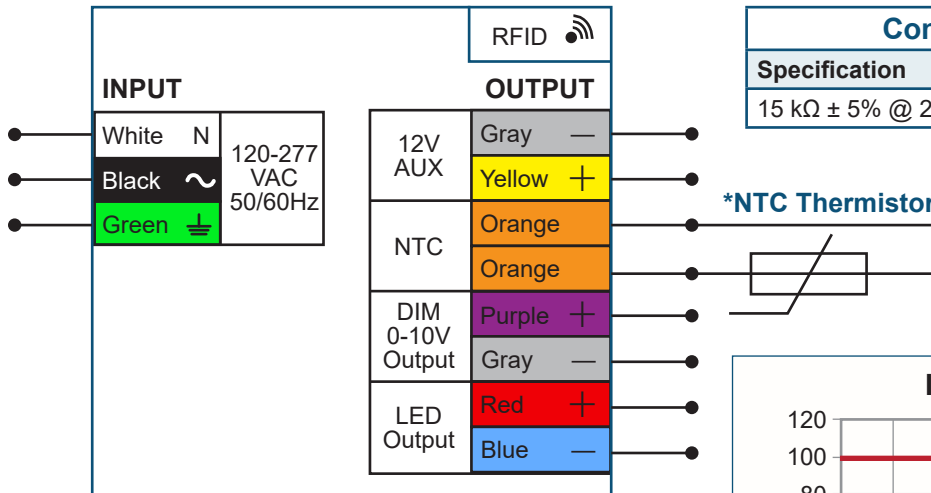 RFID
INPUT
OUTPUT
White N
Black
Green
120-277
VAC
50/60Hz
12V
AUX
Gray —
Yellow +
NTC
Orange
Orange
DIM
0-10V
Output
Purple +
Gray —
LED
Output
Red +
Blue —
Specification
15 kΩ ± 5% @ 2
*NTC Thermistor
120
100
80